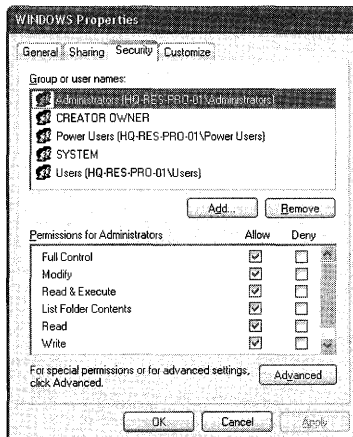 WINDOWS Properties
General Sharing Security Customize
Group or user names:
Administrators (HQ-RES-PRO-01\Administrators)
CREATOR OWNER
Power Users (HQ-RES-PRO-01\Power Users)
SYSTEM
Users (HQ-RES-PRO-01\Users)
Add... Remove
Permissions for Administrators Allow Deny
Full Control
Modify
Read & Execute
List Folder Contents
Read
Write
For special permissions or for advanced settings, click Advanced.
Advanced
OK Cancel Apply